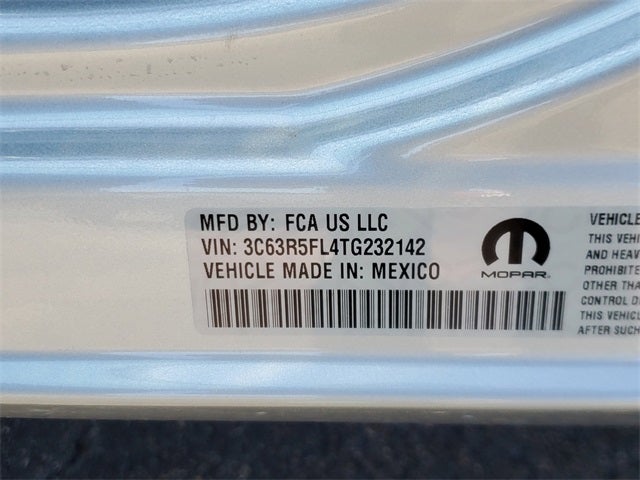 MFD BY: FCA US LLC
VIN: 3C63R5FL4TG232142
VEHICLE MADE IN: MEXICO
MOPAR
VEHICLE
THIS VEHI
AND HEAV
PROHIBITE
OTHER THA
CONTROL D
THIS VEHICL
AFTER SUCH